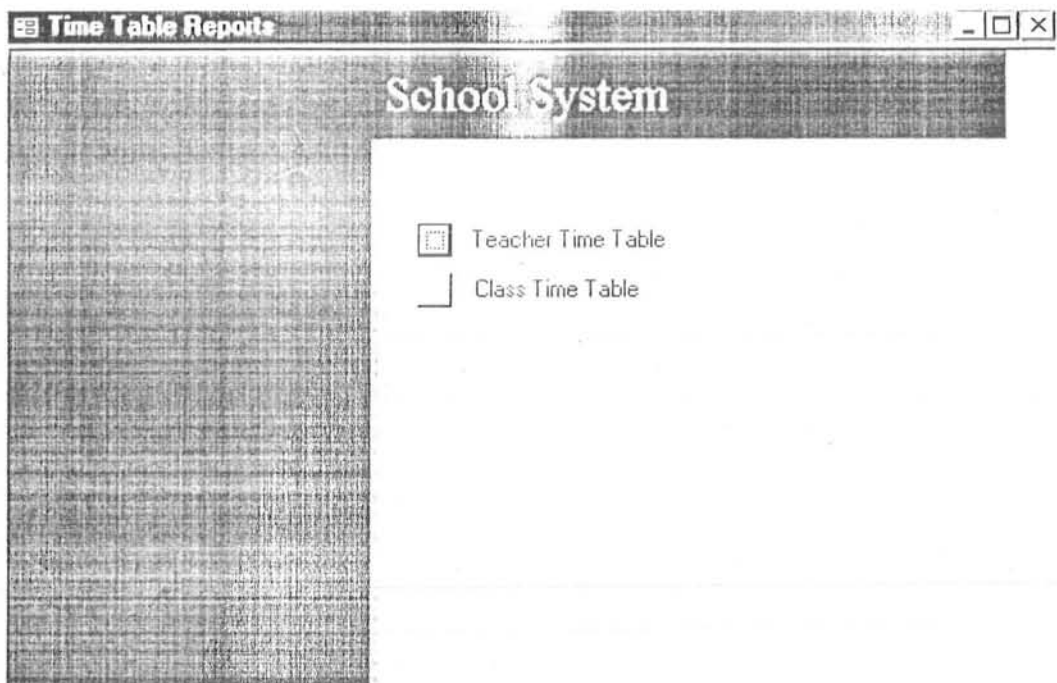 Time Table Reports
School System
Teacher Time Table
Class Time Table